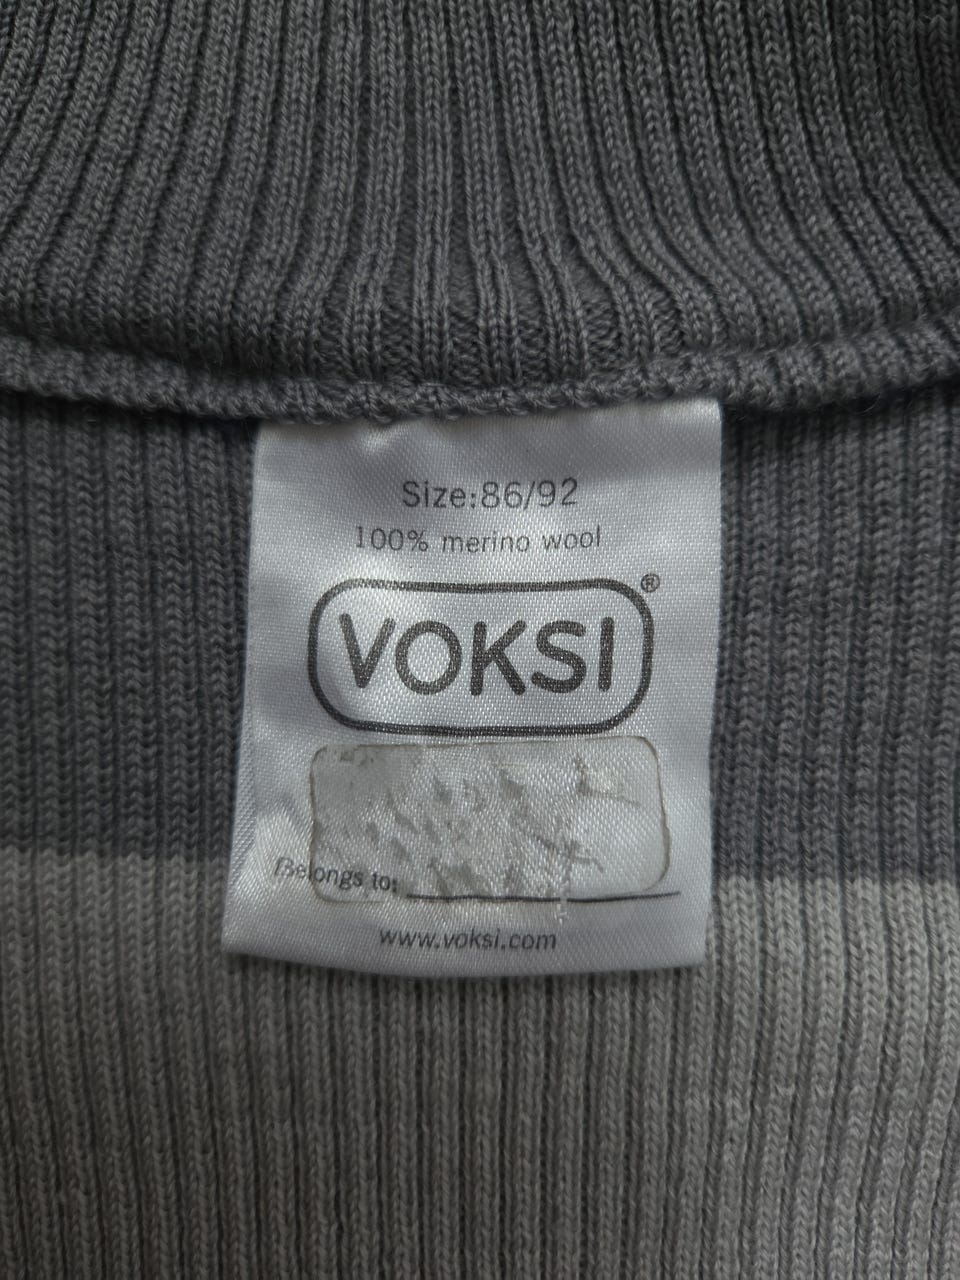 Size:86/92
100% merino wool
VOKSI®
Belongs to:
www.voksi.com